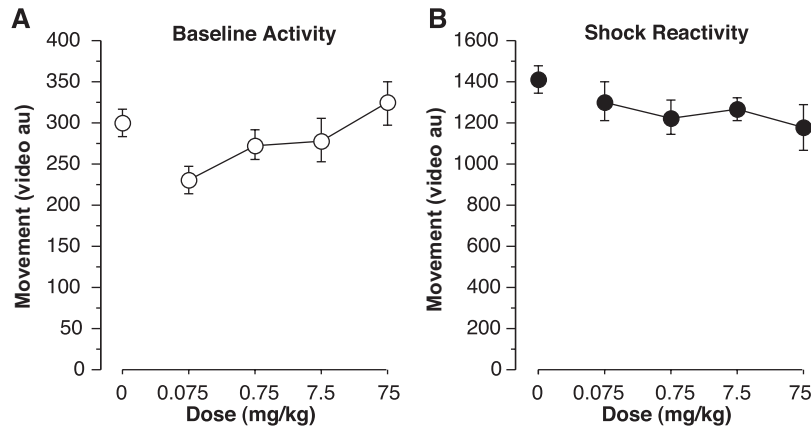 A
Baseline Activity
Movement (video au)
400
350
300
250
200
150
100
50
0
0 0.075 0.75 7.5 75
Dose (mg/kg)
B
Shock Reactivity
Movement (video au)
1600
1400
1200
1000
800
600
400
200
0
0 0.075 0.75 7.5 75
Dose (mg/kg)